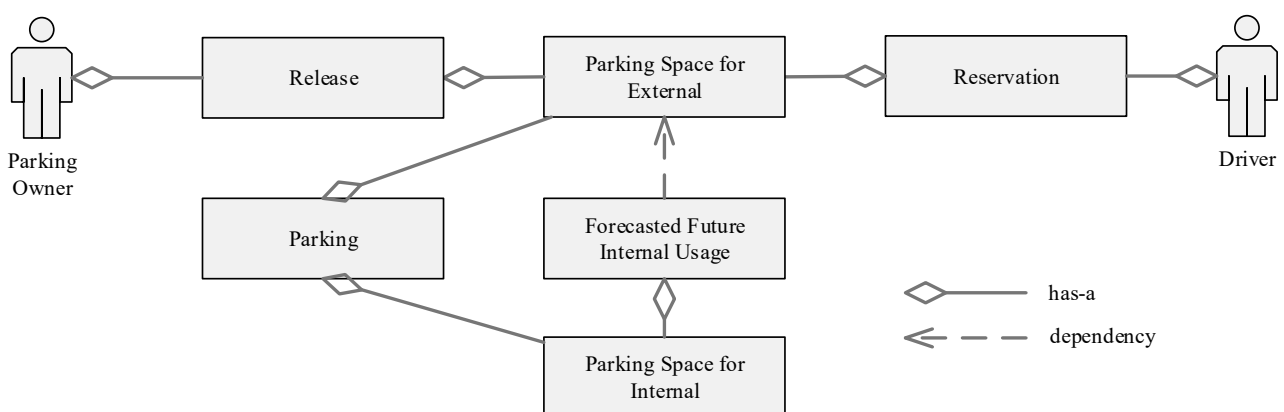 Parking
Owner
Release
Parking Space for
External
Reservation
Driver
Parking
Forecasted Future
Internal Usage
Parking Space for
Internal
has-a
dependency